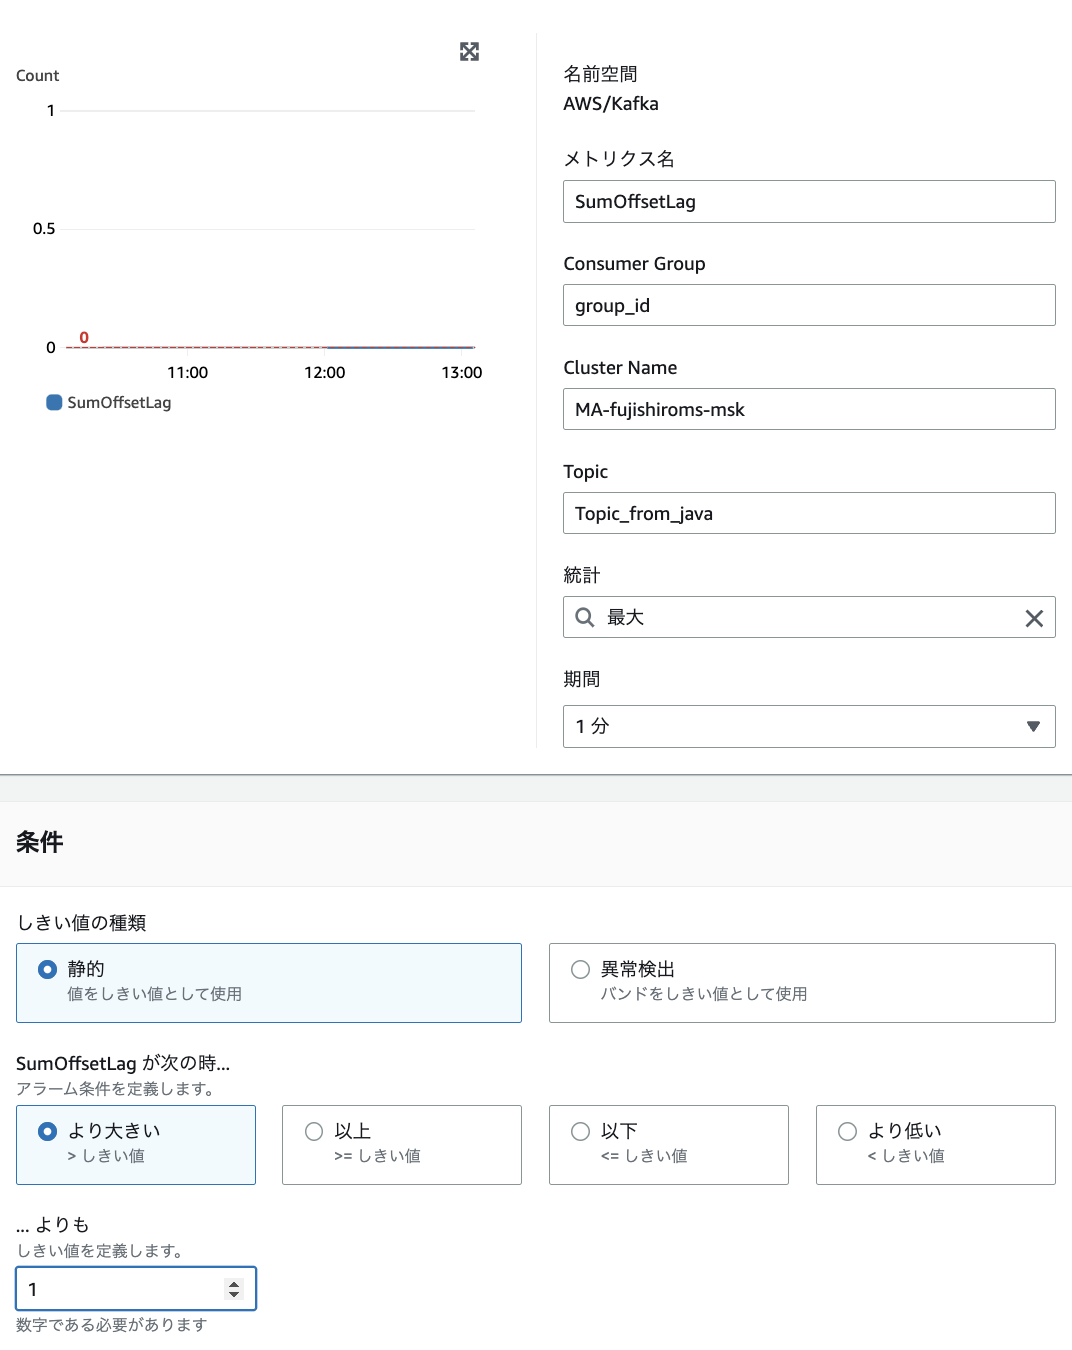 Count
1
0.5
0
0
11:00
12:00
13:00
SumOffsetLag
名前空間
AWS/Kafka
メトリクス名
SumOffsetLag
Consumer Group
group_id
Cluster Name
MA-fujishiroms-msk
Topic
Topic_from_java
統計
最大
期間
1 分
条件
しきい値の種類
静的
値をしきい値として使用
異常検出
バンドをしきい値として使用
SumOffsetLag が次の時...
アラーム条件を定義します。
より大きい
> しきい値
以上
>= しきい値
以下
<= しきい値
より低い
< しきい値
... よりも
しきい値を定義します。
1
数字である必要があります